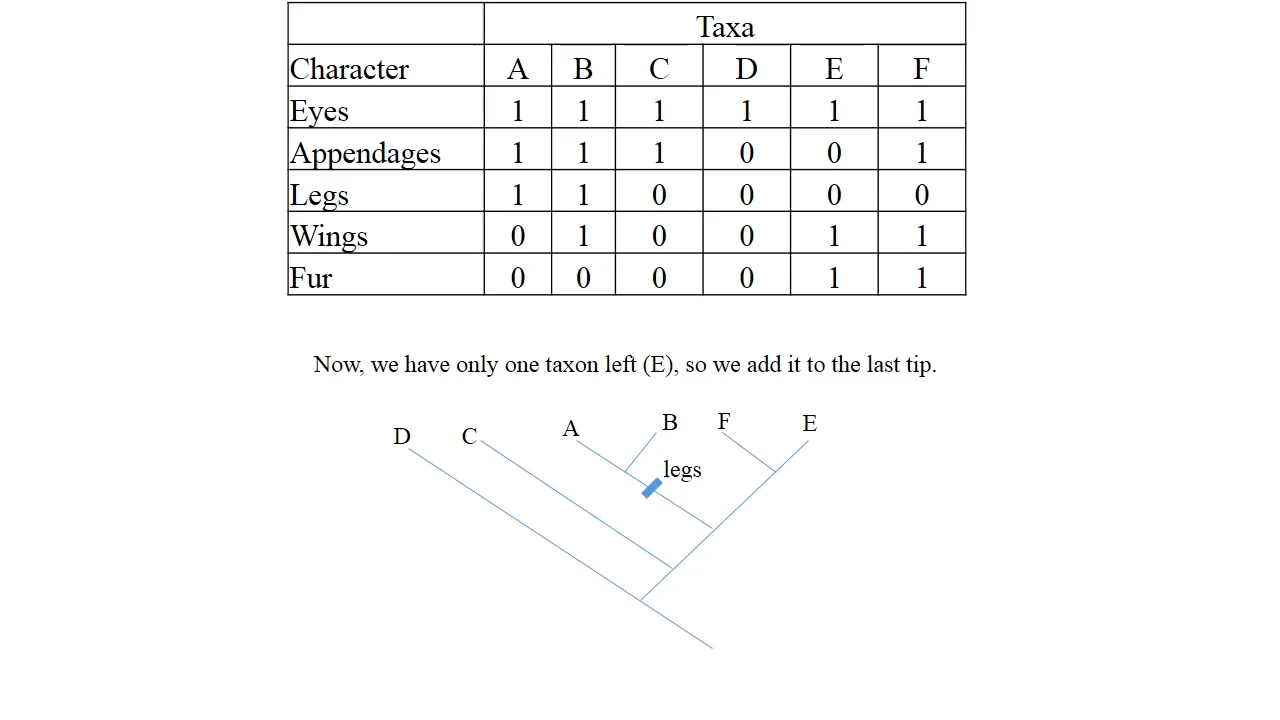 Taxa
Character A B C D E F
Eyes 1 1 1 1 1 1
Appendages 1 1 1 0 0 1
Legs 1 1 0 0 0 0
Wings 0 1 0 0 1 1
Fur 0 0 0 0 1 1
Now, we have only one taxon left (E), so we add it to the last tip.
D C A B F E
legs